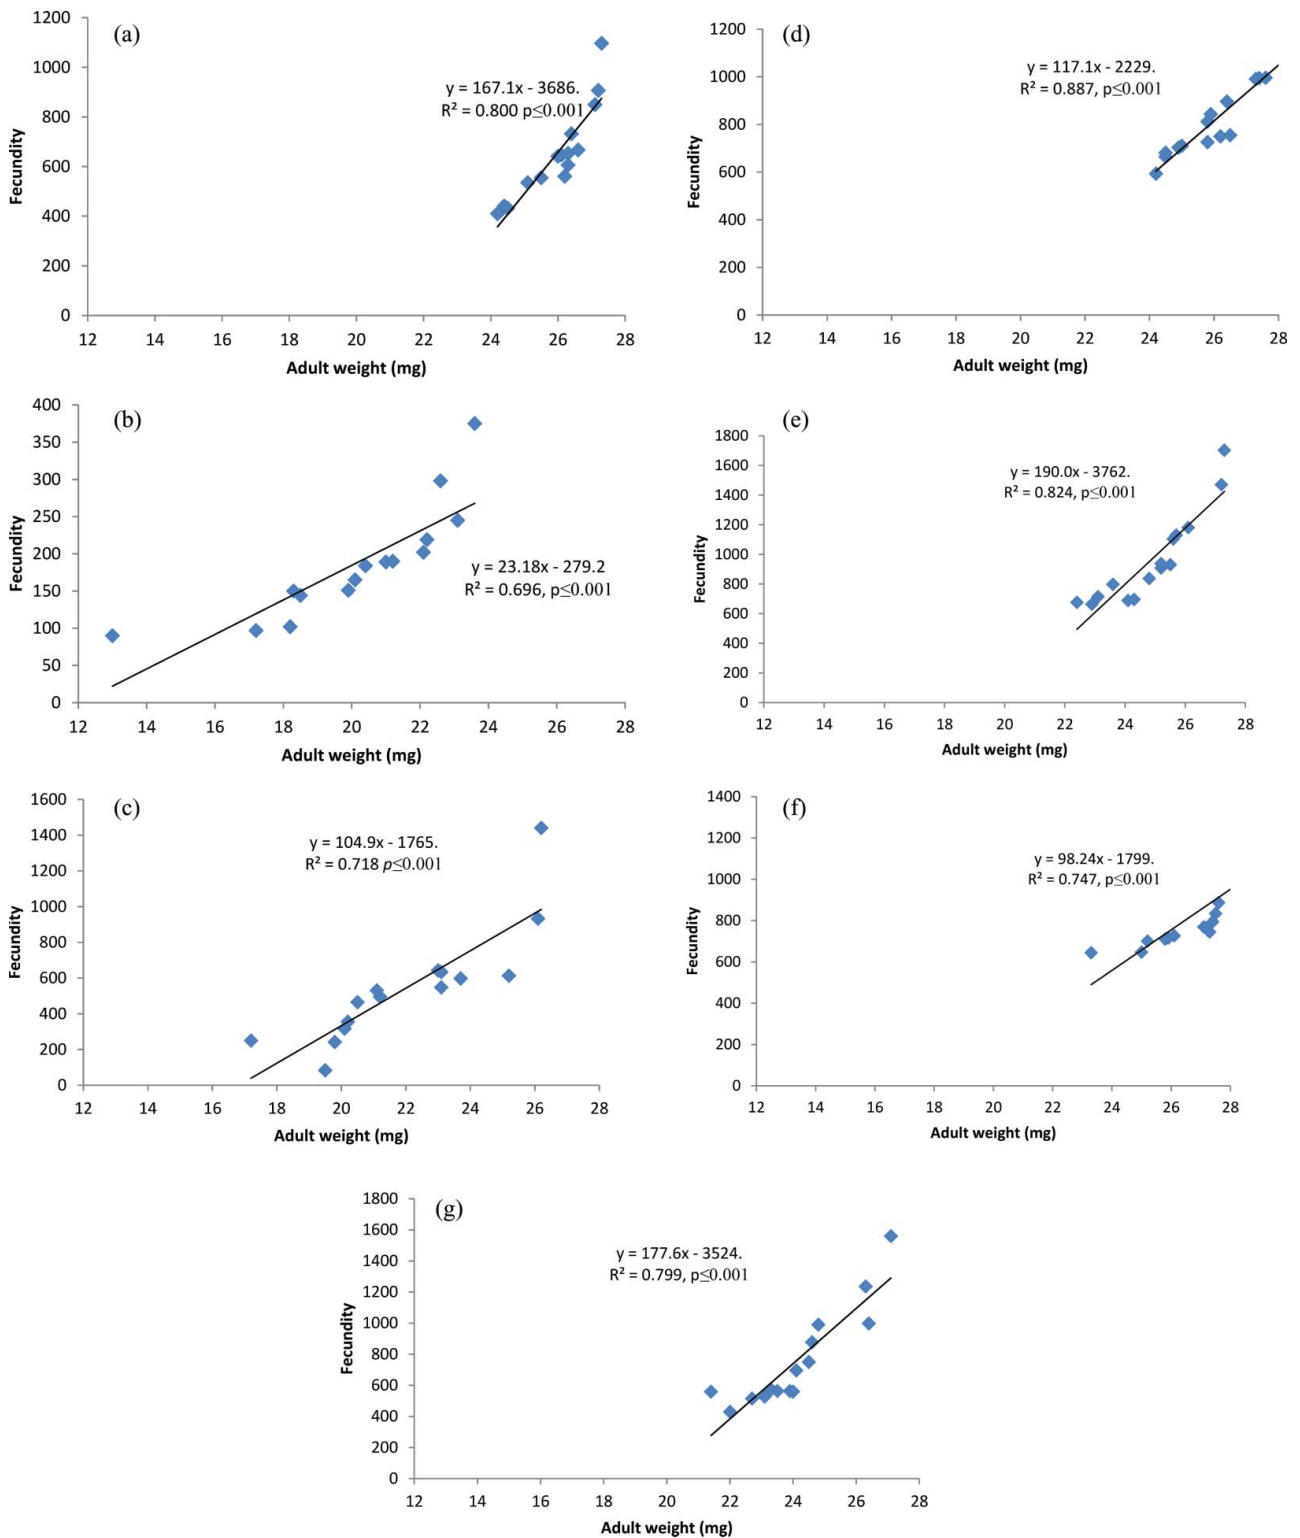 (a)
y = 167.1x - 3686.
R² = 0.800 p≤0.001
Fecundity
1200
1000
800
600
400
200
0
12 14 16 18 20 22 24 26 28
Adult weight (mg)
(d)
y = 117.1x - 2229.
R² = 0.887, p≤0.001
Fecundity
1200
1000
800
600
400
200
0
12 14 16 18 20 22 24 26 28
Adult weight (mg)
(b)
y = 23.18x - 279.2
R² = 0.696, p≤0.001
Fecundity
400
350
300
250
200
150
100
50
0
12 14 16 18 20 22 24 26 28
Adult weight (mg)
(e)
y = 190.0x - 3762.
R² = 0.824, p≤0.001
Fecundity
1800
1600
1400
1200
1000
800
600
400
200
0
12 14 16 18 20 22 24 26 28
Adult weight (mg)
(c)
y = 104.9x - 1765.
R² = 0.718 p≤0.001
Fecundity
1600
1400
1200
1000
800
600
400
200
0
12 14 16 18 20 22 24 26 28
Adult weight (mg)
(f)
y = 98.24x - 1799.
R² = 0.747, p≤0.001
Fecundity
1400
1200
1000
800
600
400
200
0
12 14 16 18 20 22 24 26 28
Adult weight (mg)
(g)
y = 177.6x - 3524.
R² = 0.799, p≤0.001
Fecundity
1800
1600
1400
1200
1000
800
600
400
200
0
12 14 16 18 20 22 24 26 28
Adult weight (mg)